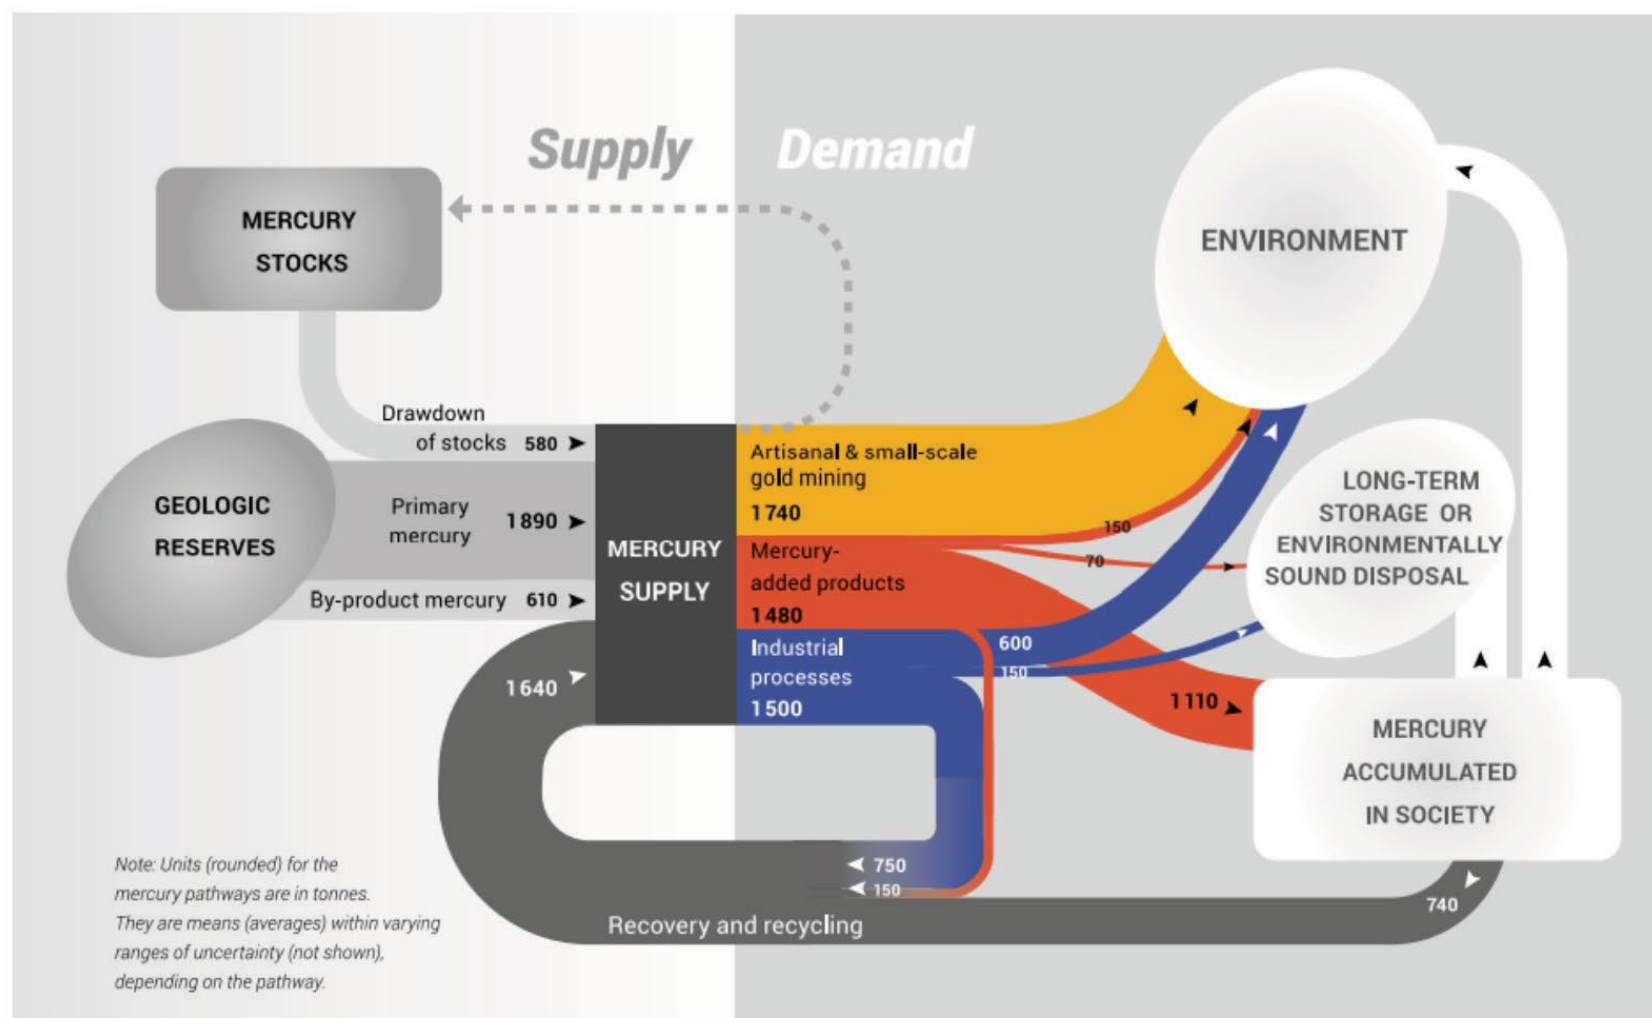 Supply
Demand
MERCURY
STOCKS
ENVIRONMENT
Drawdown
of stocks 580
GEOLOGIC
RESERVES
Primary
mercury
1890
By-product mercury 610
MERCURY
SUPPLY
Artisanal & small-scale
gold mining
1740
Mercury-
added products
1480
Industrial
processes
1500
150
70
600
150
1110
LONG-TERM
STORAGE OR
ENVIRONMENTALLY
SOUND DISPOSAL
MERCURY
ACCUMULATED
IN SOCIETY
1640
750
150
740
Recovery and recycling
Note: Units (rounded) for the
mercury pathways are in tonnes.
They are means (averages) within varying
ranges of uncertainty (not shown),
depending on the pathway.